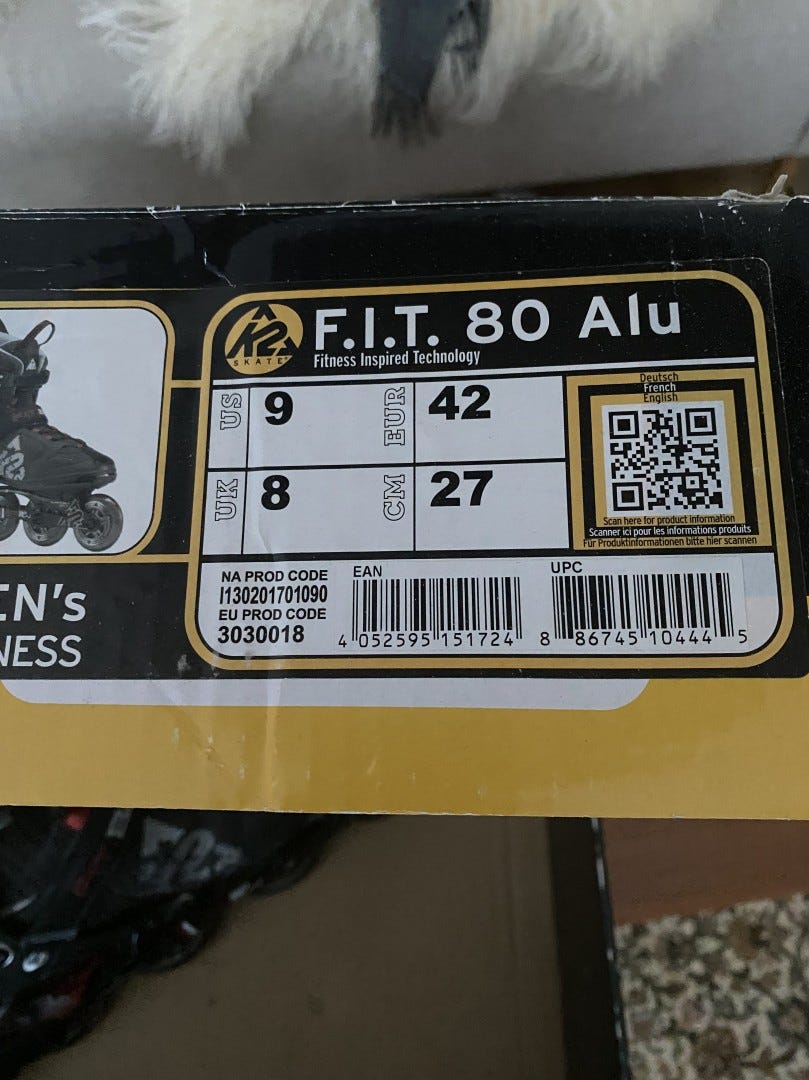 K2
SKATE
F.I.T. 80 Alu
Fitness Inspired Technology
US 9 EUR 42
UK 8 CM 27
Deutsch
French
English
Scan here for product information
Scanner ici pour les informations produits
Für Produktinformationen bitte hier scannen
NA PROD CODE
I130201701090
EU PROD CODE
3030018
EAN
4 052595 151724
UPC
8 86745 10444 5
EN's
NESS